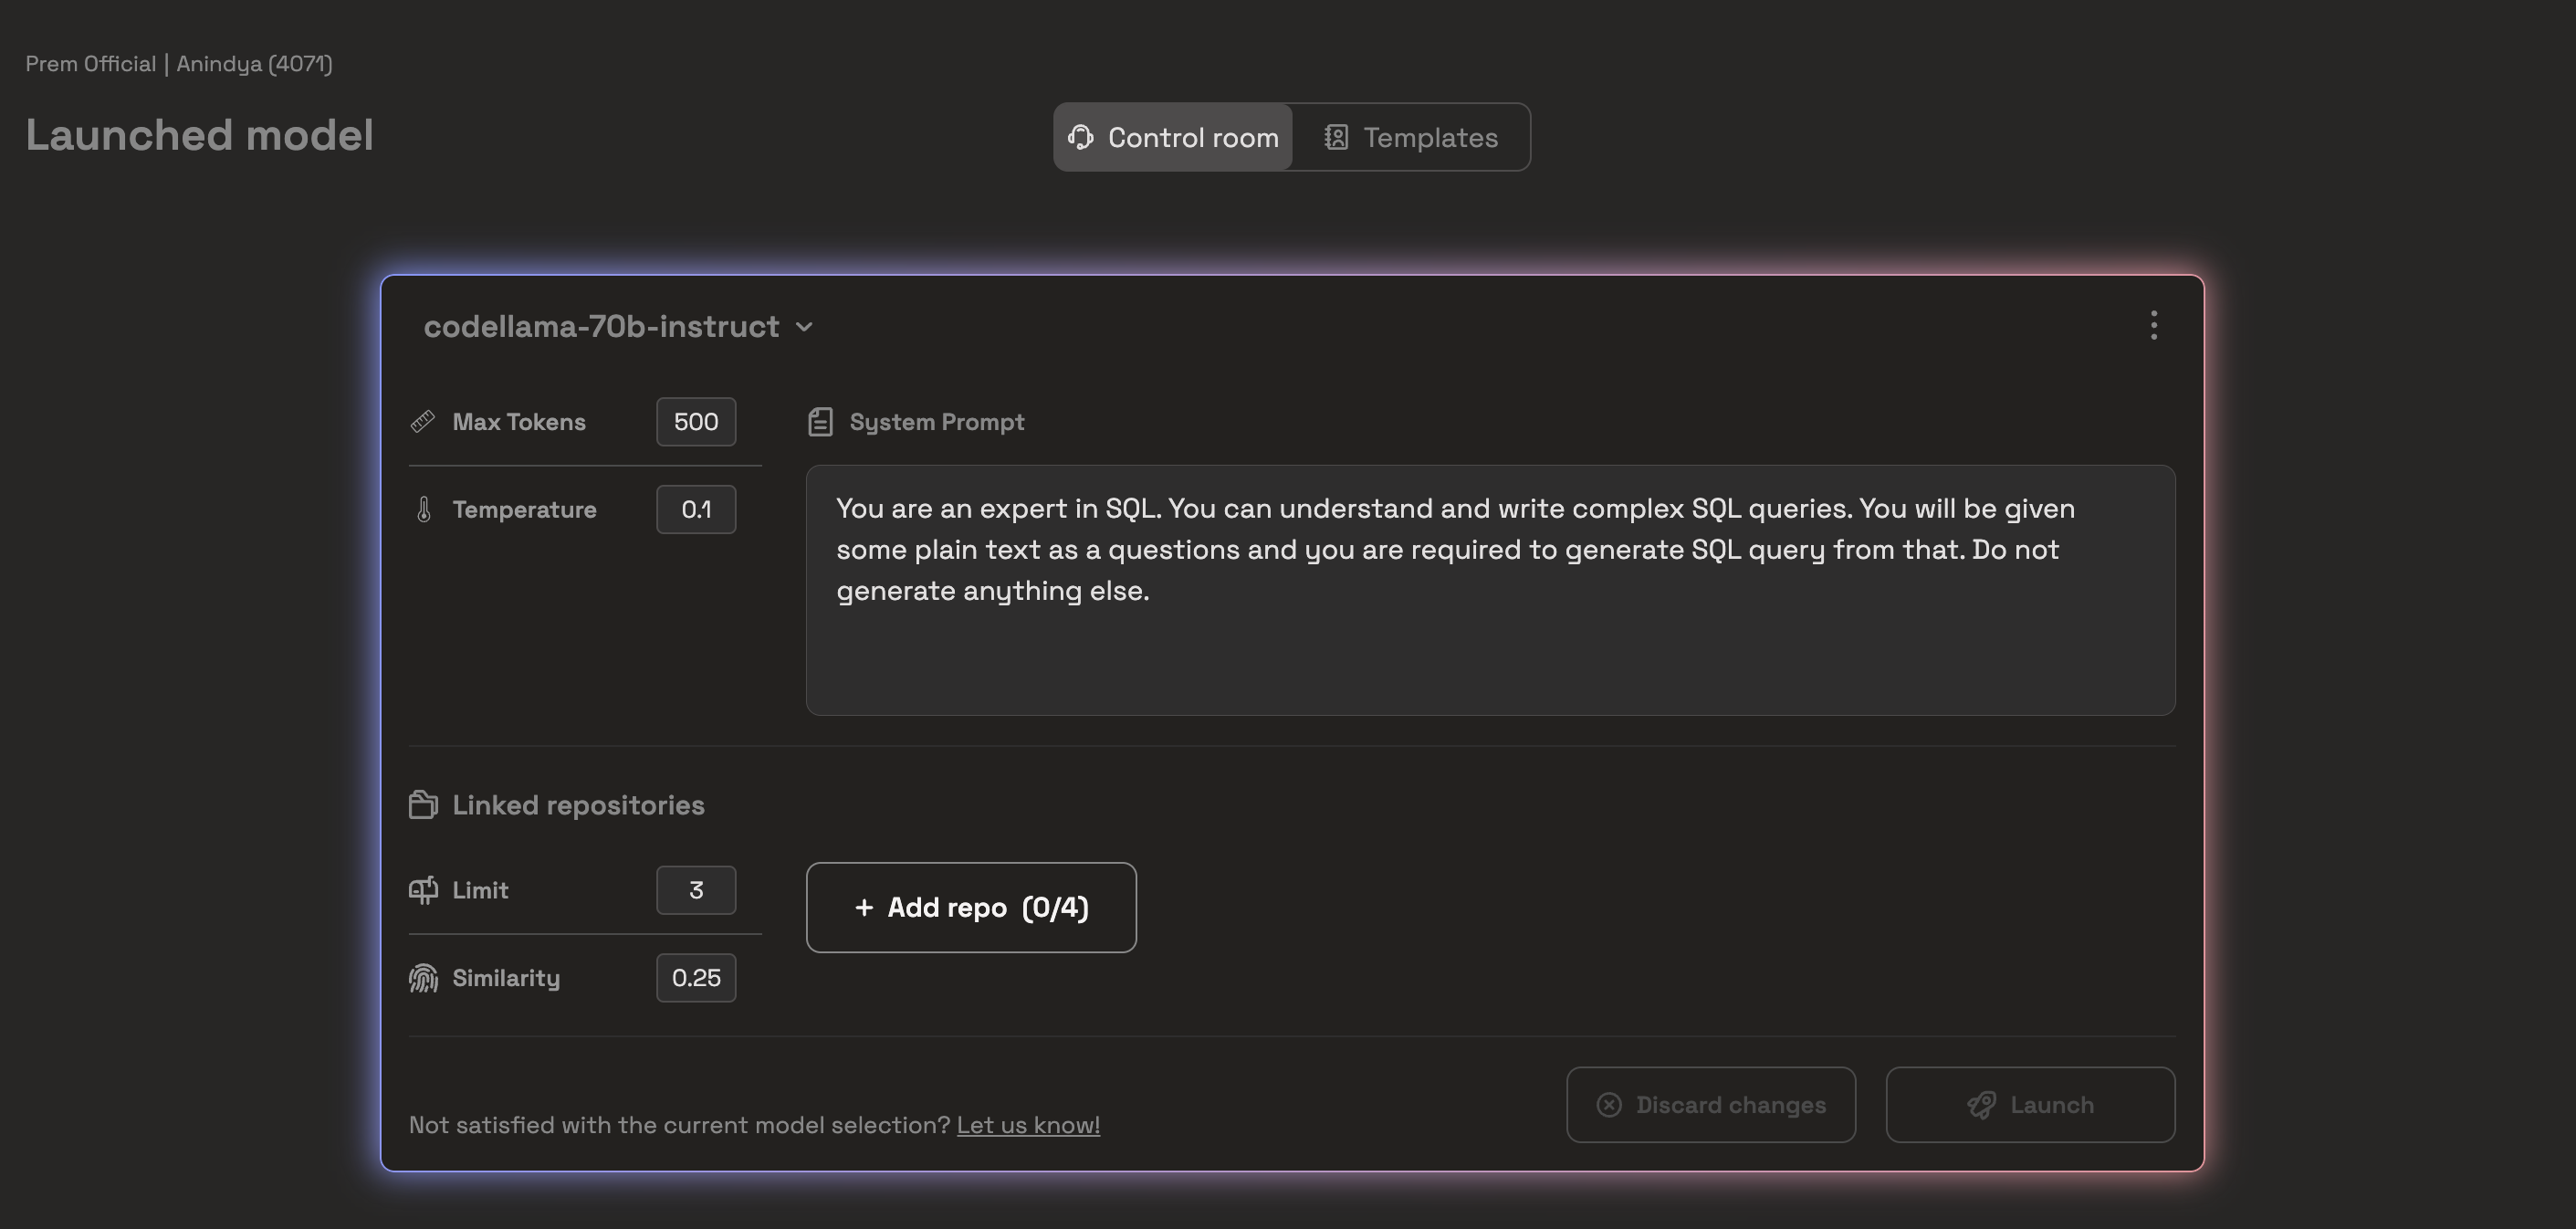 Prem Official | Anindya (4071)
Launched model
Control room
Templates
codellama-70b-instruct
Max Tokens
500
System Prompt
Temperature
0.1
You are an expert in SQL. You can understand and write complex SQL queries. You will be given
some plain text as a questions and you are required to generate SQL query from that. Do not
generate anything else.
Linked repositories
Limit
3
+ Add repo (0/4)
Similarity
0.25
Not satisfied with the current model selection? Let us know!
Discard changes
Launch